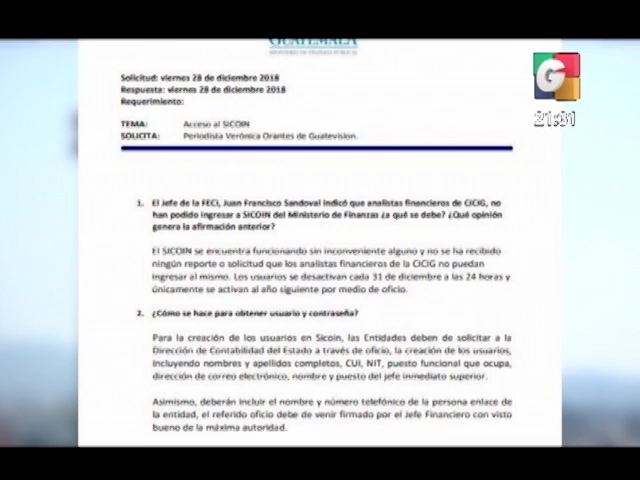 GUATEMALA
MINISTERIO DE FINANZAS PÚBLICAS
G
21:31
Solicitud: viernes 28 de diciembre 2018
Respuesta: viernes 28 de diciembre 2018
Requerimiento:
TEMA: Acceso al SICOIN
SOLICITA: Periodista Verónica Orantes de Guatevision.
1. El Jefe de la FECI, Juan Francisco Sandoval indicó que analistas financieros de CICIG, no
han podido ingresar a SICOIN del Ministerio de Finanzas ¿a qué se debe? ¿Qué opinión
genera la afirmación anterior?
El SICOIN se encuentra funcionando sin inconveniente alguno y no se ha recibido
ningún reporte o solicitud que los analistas financieros de la CICIG no puedan
ingresar al mismo. Los usuarios se desactivan cada 31 de diciembre a las 24 horas y
únicamente se activan al año siguiente por medio de oficio.
2. ¿Cómo se hace para obtener usuario y contraseña?
Para la creación de los usuarios en Sicoin, las Entidades deben de solicitar a la
Dirección de Contabilidad del Estado a través de oficio, la creación de los usuarios,
incluyendo nombres y apellidos completos, CUI, NIT, puesto funcional que ocupa,
dirección de correo electrónico, nombre y puesto del jefe inmediato superior.
Asimismo, deberán incluir el nombre y número telefónico de la persona enlace de
la entidad, el referido oficio debe de venir firmado por el Jefe Financiero con visto
bueno de la máxima autoridad.